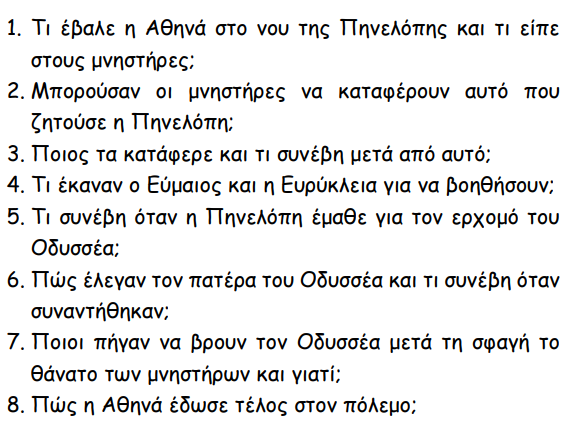 1. Τι έβαλε η Αθηνά στο νου της Πηνελόπης και τι είπε
στους μνηστήρες;
2. Μπορούσαν οι μνηστήρες να καταφέρουν αυτό που
ζητούσε η Πηνελόπη;
3. Ποιος τα κατάφερε και τι συνέβη μετά από αυτό;
4. Τι έκαναν ο Εύμαιος και η Ευρύκλεια για να βοηθήσουν;
5. Τι συνέβη όταν η Πηνελόπη έμαθε για τον ερχομό του
Οδυσσέα;
6. Πώς έλεγαν τον πατέρα του Οδυσσέα και τι συνέβη όταν
συναντήθηκαν;
7. Ποιοι πήγαν να βρουν τον Οδυσσέα μετά τη σφαγή το
θάνατο των μνηστήρων και γιατί;
8. Πώς η Αθηνά έδωσε τέλος στον πόλεμο;